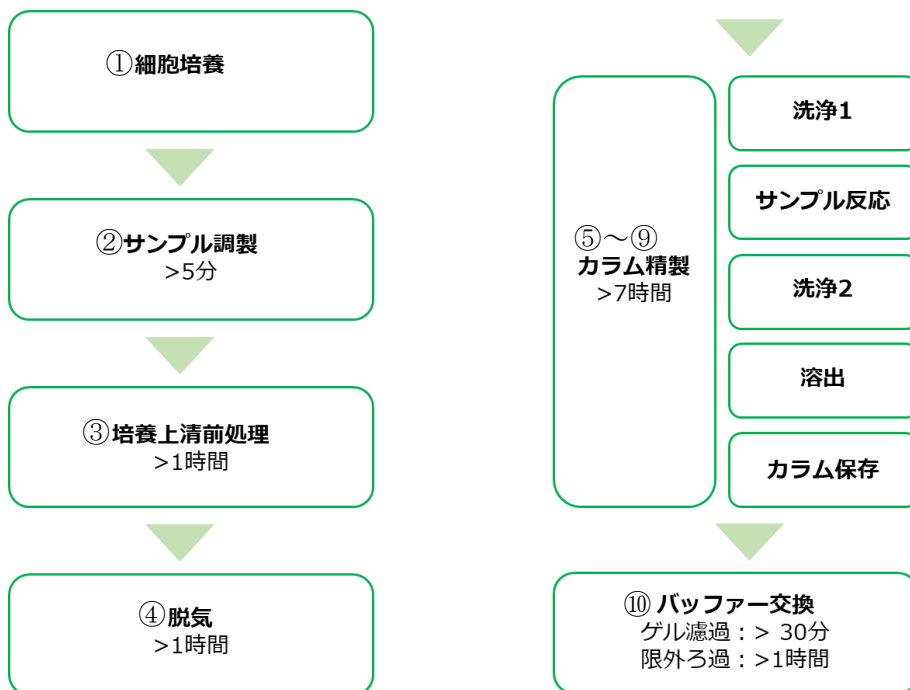 ①細胞培養
②サンプル調製
>5分
③培養上清前処理
>1時間
④脱気
>1時間
⑤～⑨
カラム精製
>7時間
洗浄1
サンプル反応
洗浄2
溶出
カラム保存
⑩バッファー交換
ゲル濾過：> 30分
限外ろ過：>1時間